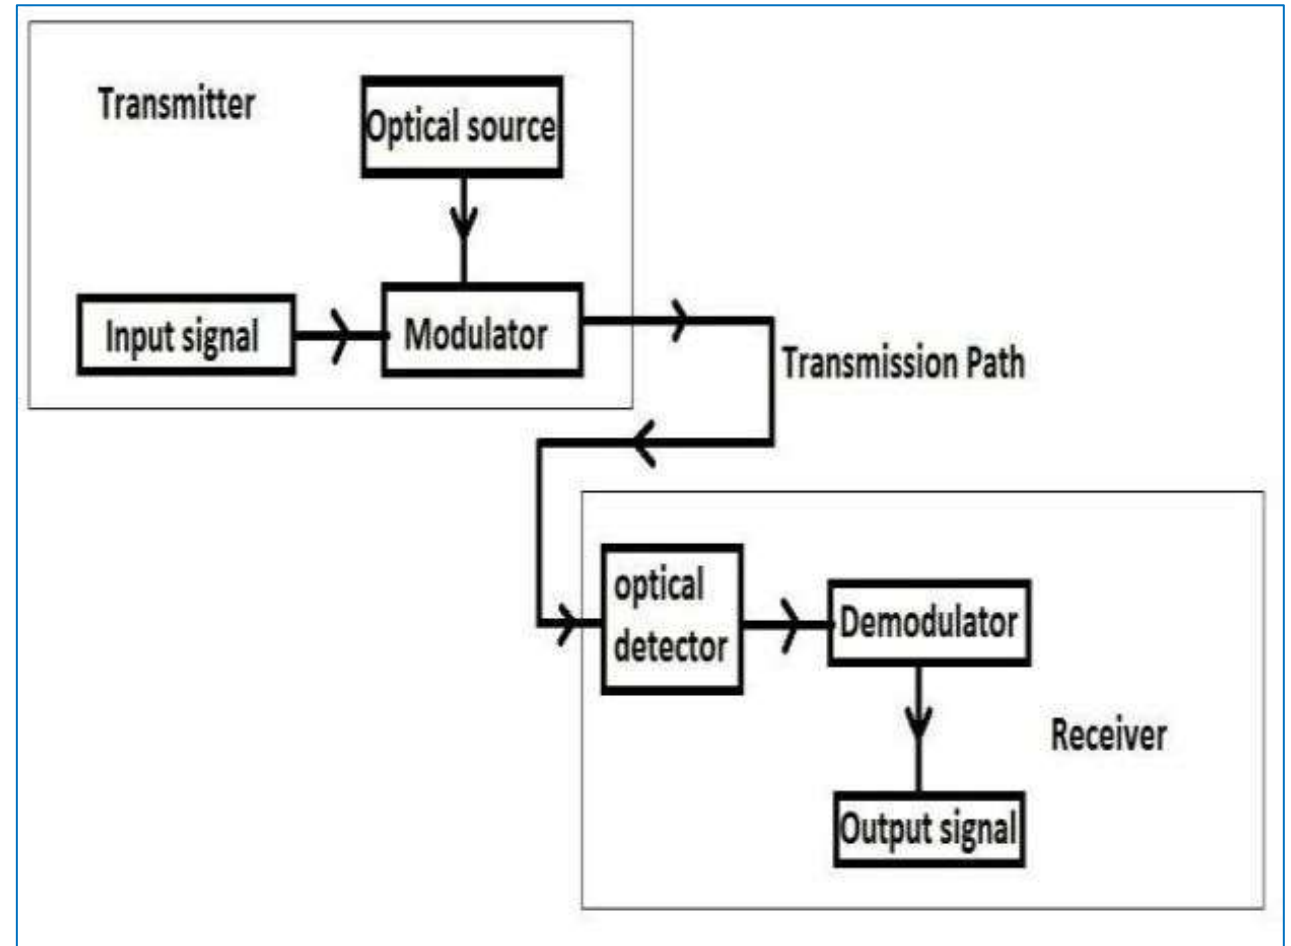 Transmitter
Optical source
Input signal
Modulator
Transmission Path
optical
detector
Demodulator
Receiver
Output signal